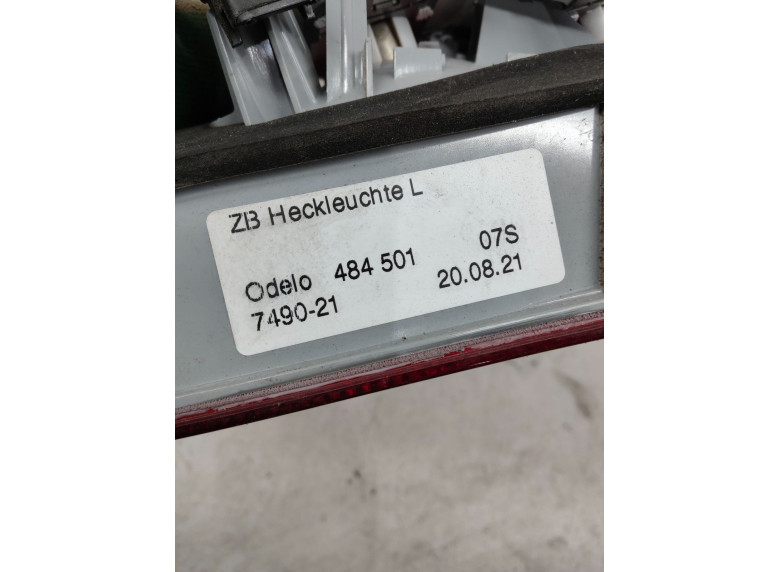 ZB Heckleuchte L
07S
Odelo 484 501
20.08.21
7490-21